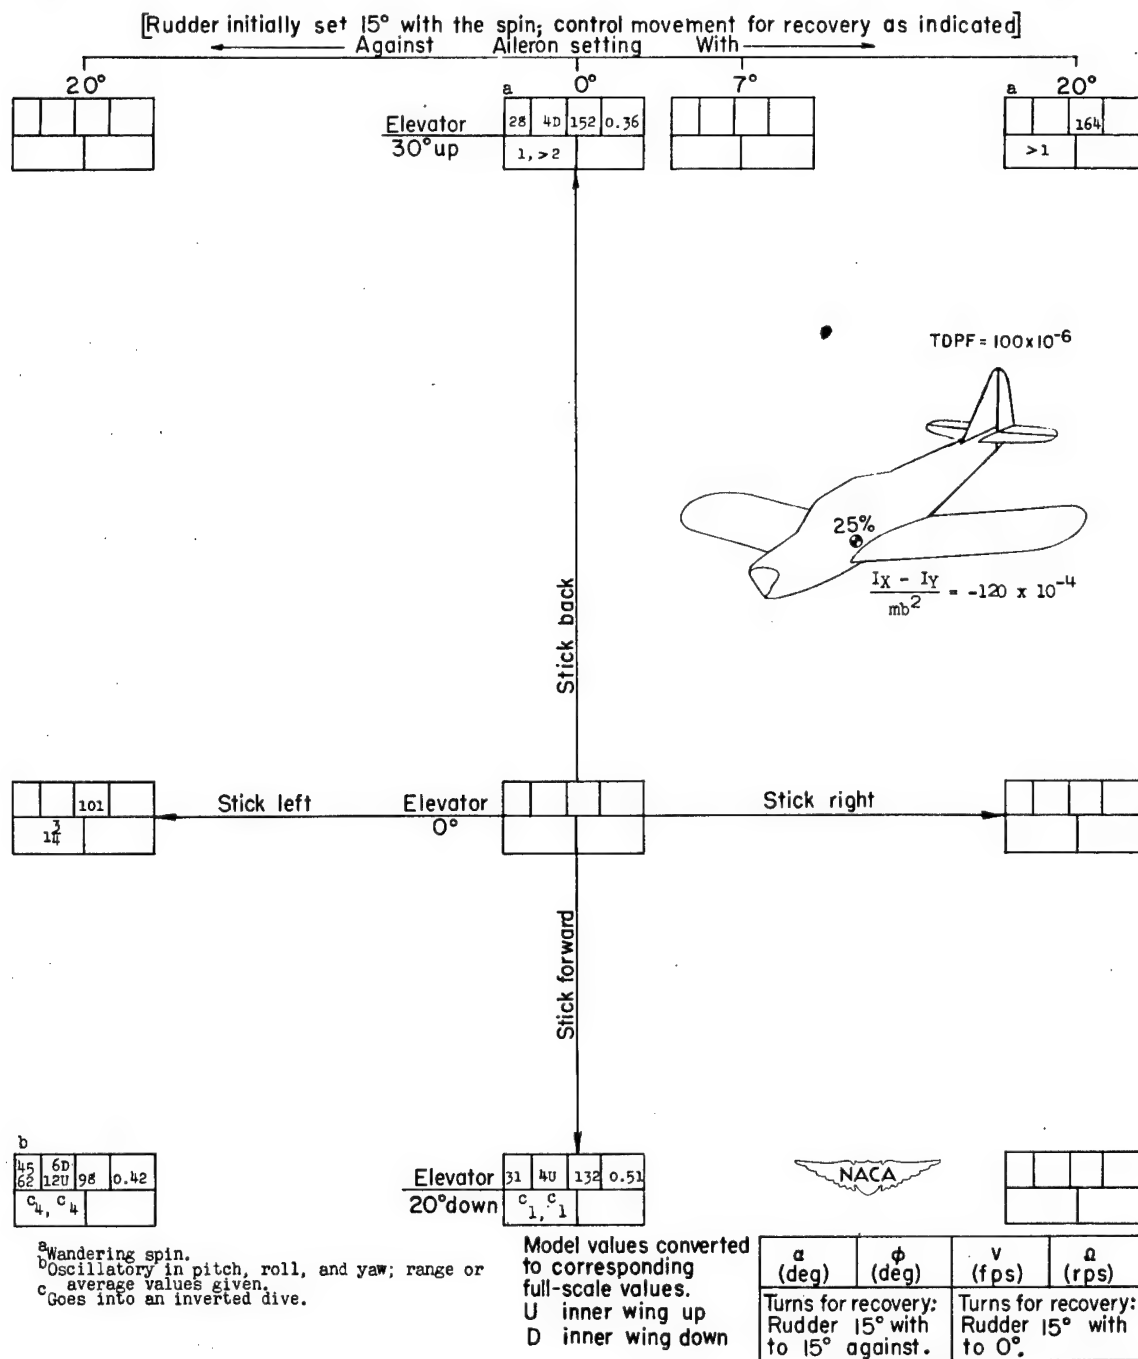 [Rudder initially set 15° with the spin; control movement for recovery as indicated]
Against Aileron setting With
20° 0° 7° 20°
a a
Elevator 28 4D 152 0.36 164
30° up 1, >2 >1
TDPF = 100 x 10⁻⁶
25%
I_X - I_Y
mb² = -120 x 10⁻⁴
Stick back
101
Stick left Elevator Stick right
0°
1 3/4
Stick forward
b
45 6D
62 12U 98 0.42
c4, c4
Elevator 31 4U 132 0.51
20° down c1, c1
NACA
ᵃWandering spin.
ᵇOscillatory in pitch, roll, and yaw; range or
average values given.
ᶜGoes into an inverted dive.
Model values converted
to corresponding
full-scale values.
U inner wing up
D inner wing down
α ϕ V Ω
(deg) (deg) (fps) (rps)
Turns for recovery:
Rudder 15° with
to 15° against.
Turns for recovery:
Rudder 15° with
to 0°.